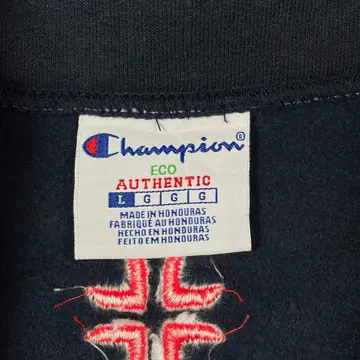 Champion®
ECO
AUTHENTIC
L G G G
MADE IN HONDURAS
FABRIQUÉ AU HONDURAS
HECHO EN HONDURAS
FEITO EM HONDURAS